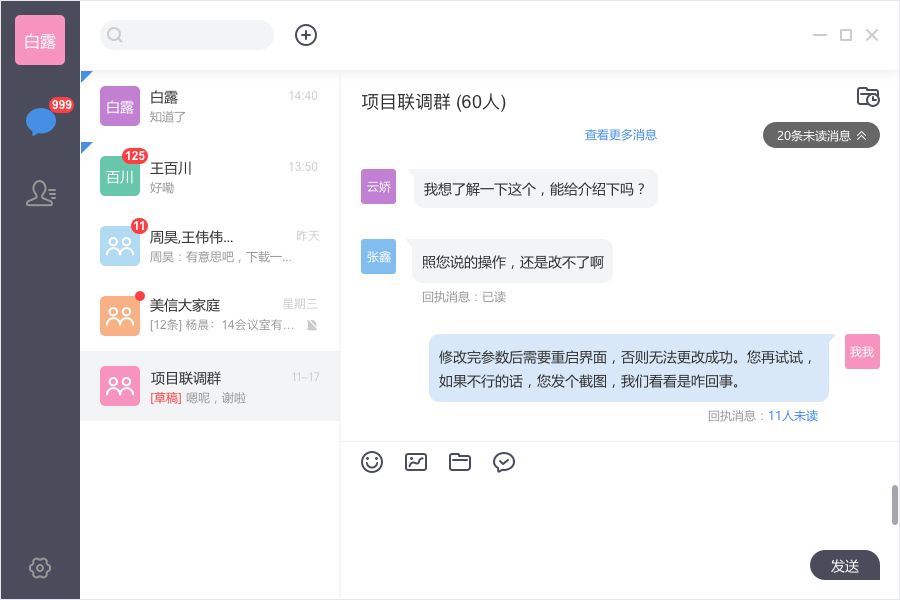 白露
999
白露
白露
14:40
知道了
125
百川
王百川
13:50
好嘞
11
周昊,王伟伟...
昨天
周昊：有意思吧，下载一...
美信大家庭
星期三
[12条] 杨晨：14会议室有...
项目联调群
11-17
[草稿] 嗯呢，谢啦
项目联调群 (60人)
查看更多消息
20条未读消息
云娇
我想了解一下这个，能给介绍下吗？
张鑫
照您说的操作，还是改不了啊
回执消息：已读
修改完参数后需要重启界面，否则无法更改成功。您再试试，
如果不行的话，您发个截图，我们看看是咋回事。
我我
回执消息：11人未读
发送